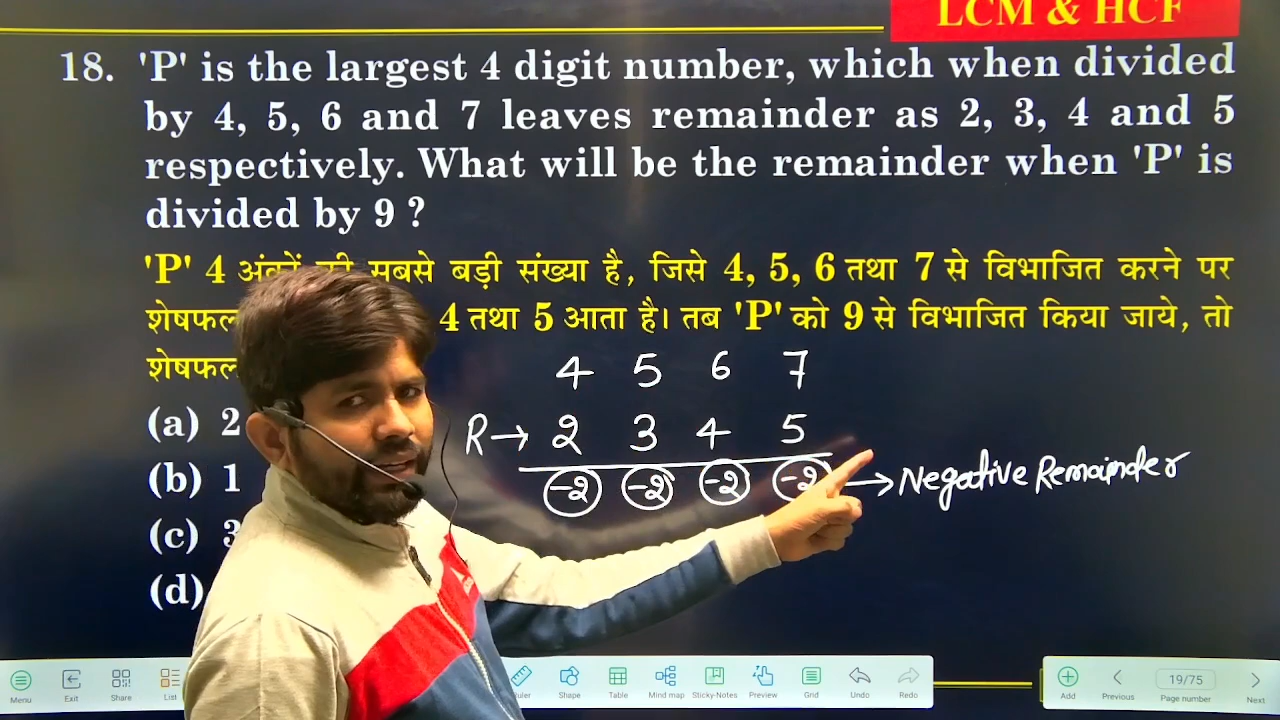 LCM & HCF
18. 'P' is the largest 4 digit number, which when divided
by 4, 5, 6 and 7 leaves remainder as 2, 3, 4 and 5
respectively. What will be the remainder when 'P' is
divided by 9 ?
'P' 4 अंकों की सबसे बड़ी संख्या है, जिसे 4, 5, 6 तथा 7 से विभाजित करने पर
शेषफल 4 तथा 5 आता है। तब 'P' को 9 से विभाजित किया जाये, तो
शेषफल
4 5 6 7
(a) 2
R→ 2 3 4 5
(b) 1
-2 -2 -2 -2 → Negative Remainder
(c) 3
(d)
Menu Exit Share List Table Shape Mind map Sticky-Notes Preview Grid Undo Redo Add Previous 19/75 Page number Next